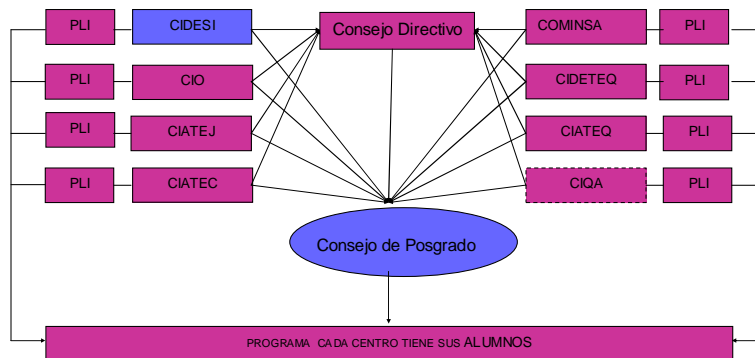 PLI CIDESI Consejo Directivo COMINSA PLI
PLI CIO CIDETEQ PLI
PLI CIATEJ CIATEQ PLI
PLI CIATEC CIQA PLI
Consejo de Posgrado
PROGRAMA CADA CENTRO TIENE SUS ALUMNOS